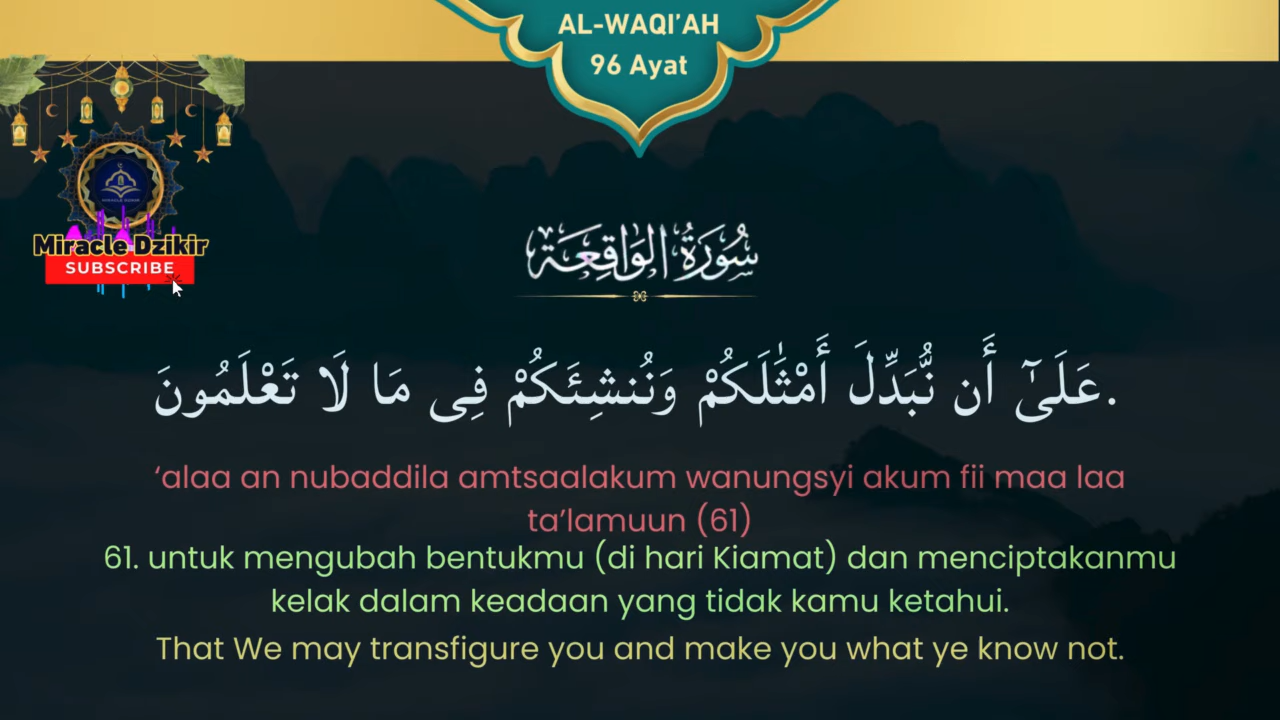 AL-WAQI’AH
96 Ayat
Miracle Dzikir
SUBSCRIBE
سُورَةُ الوَاقِعَة
عَلَىٰٓ أَن نُّبَدِّلَ أَمْثَٰلَكُمْ وَنُنشِئَكُمْ فِى مَا لَا تَعْلَمُونَ.
‘alaa an nubaddila amtsaalakum wanungsyi akum fii maa laa
ta’lamuun (61)
61. untuk mengubah bentukmu (di hari Kiamat) dan menciptakanmu
kelak dalam keadaan yang tidak kamu ketahui.
That We may transfigure you and make you what ye know not.